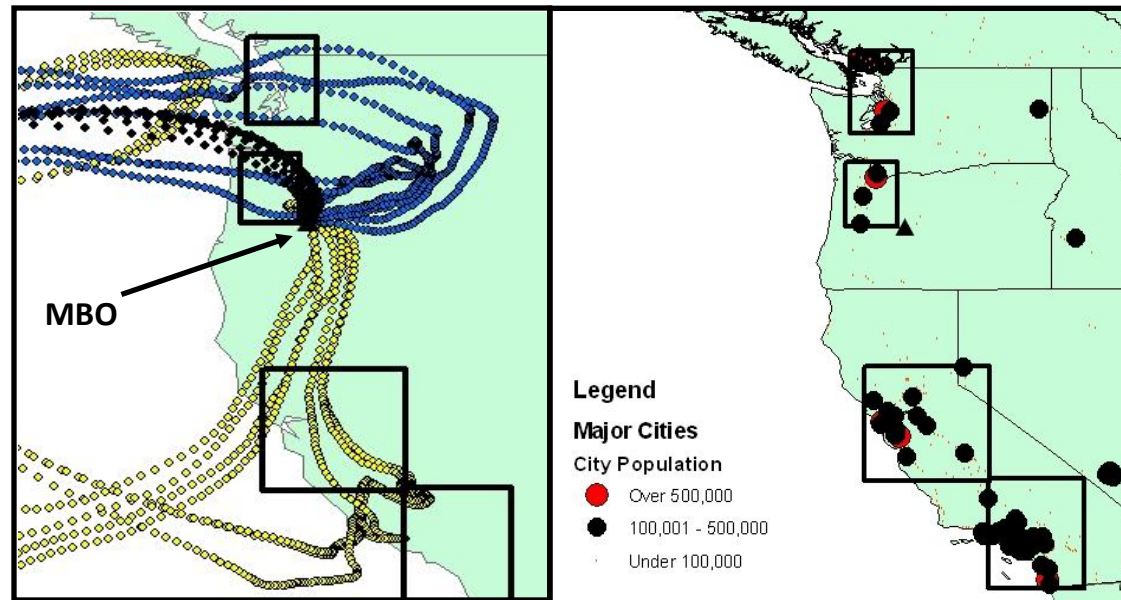 MBO
Legend
Major Cities
City Population
Over 500,000
100,001 - 500,000
Under 100,000